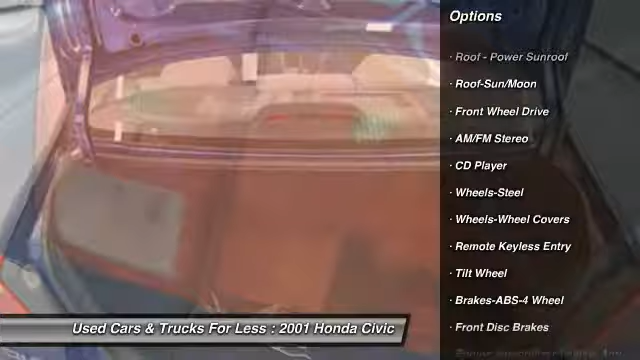 Options
· Roof - Power Sunroof
· Roof-Sun/Moon
· Front Wheel Drive
· AM/FM Stereo
· CD Player
· Wheels-Steel
· Wheels-Wheel Covers
· Remote Keyless Entry
· Tilt Wheel
· Brakes-ABS-4 Wheel
· Front Disc Brakes
Used Cars & Trucks For Less : 2001 Honda Civic